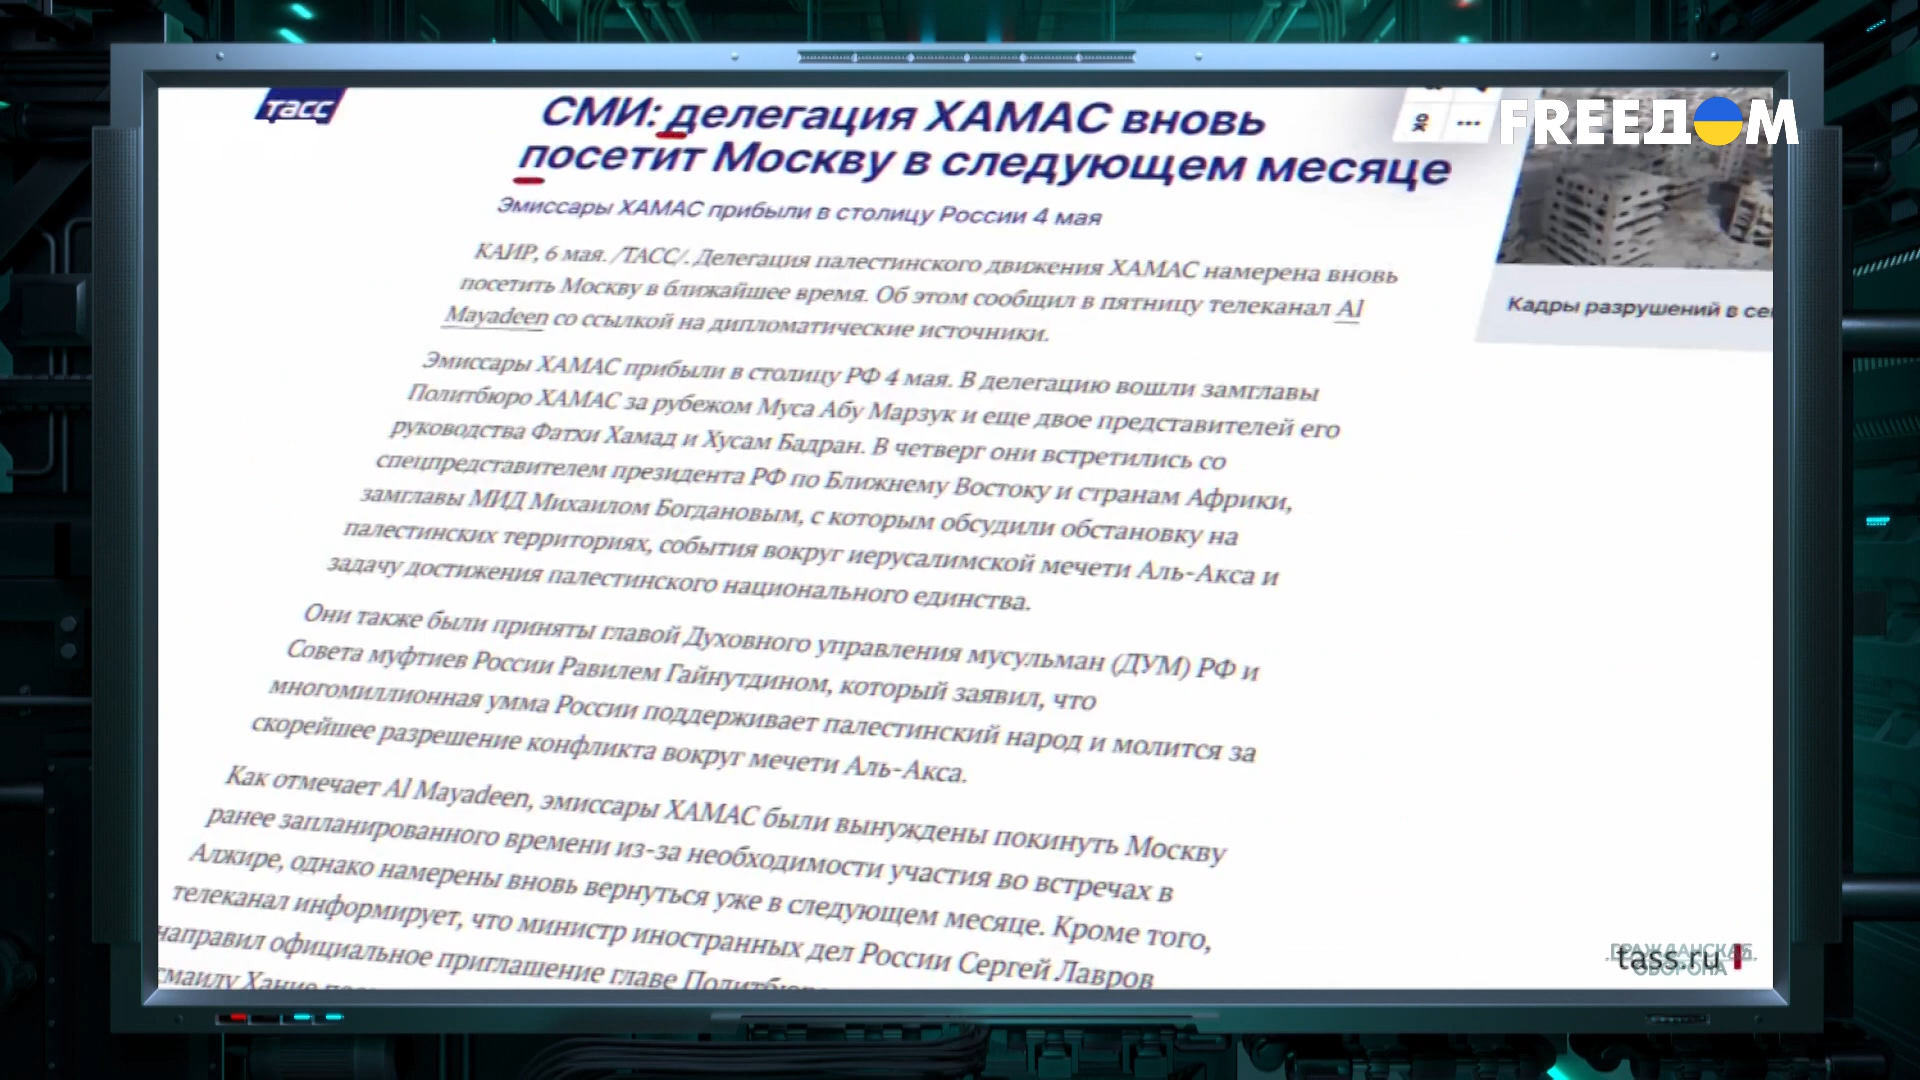 ТАСС
СМИ: делегация ХАМАС вновь
посетит Москву в следующем месяце
Эмиссары ХАМАС прибыли в столицу России 4 мая
FREEДOM
КАИР, 6 мая. /ТАСС/. Делегация палестинского движения ХАМАС намерена вновь
посетить Москву в ближайшее время. Об этом сообщил в пятницу телеканал Al
Mayadeen со ссылкой на дипломатические источники.
Кадры разрушений в
Эмиссары ХАМАС прибыли в столицу РФ 4 мая. В делегацию вошли замглавы
Политбюро ХАМАС за рубежом Муса Абу Марзук и еще двое представителей его
руководства Фатхи Хамад и Хусам Бадран. В четверг они встретились со
спецпредставителем президента РФ по Ближнему Востоку и странам Африки,
замглавы МИД Михаилом Богдановым, с которым обсудили обстановку на
палестинских территориях, события вокруг иерусалимской мечети Аль-Акса и
задачу достижения палестинского национального единства.
Они также были приняты главой Духовного управления мусульман (ДУМ) РФ и
Совета муфтиев России Равилем Гайнутдином, который заявил, что
многомиллионная умма России поддерживает палестинский народ и молится за
скорейшее разрешение конфликта вокруг мечети Аль-Акса.
Как отмечает Al Mayadeen, эмиссары ХАМАС были вынуждены покинуть Москву
ранее запланированного времени из-за необходимости участия во встречах в
Алжире, однако намерены вновь вернуться уже в следующем месяце. Кроме того,
телеканал информирует, что министр иностранных дел России Сергей Лавров
направил официальное приглашение главе
ГРАЖДАНСКАЯ
ОБОРОНА
tass.ru